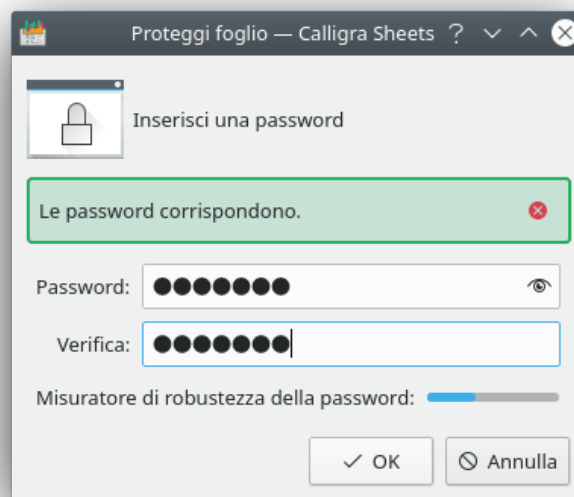 Proteggi foglio — Calligra Sheets
Inserisci una password
Le password corrispondono.
Password: ●●●●●●●
Verifica: ●●●●●●●
Misuratore di robustezza della password:
OK Annulla